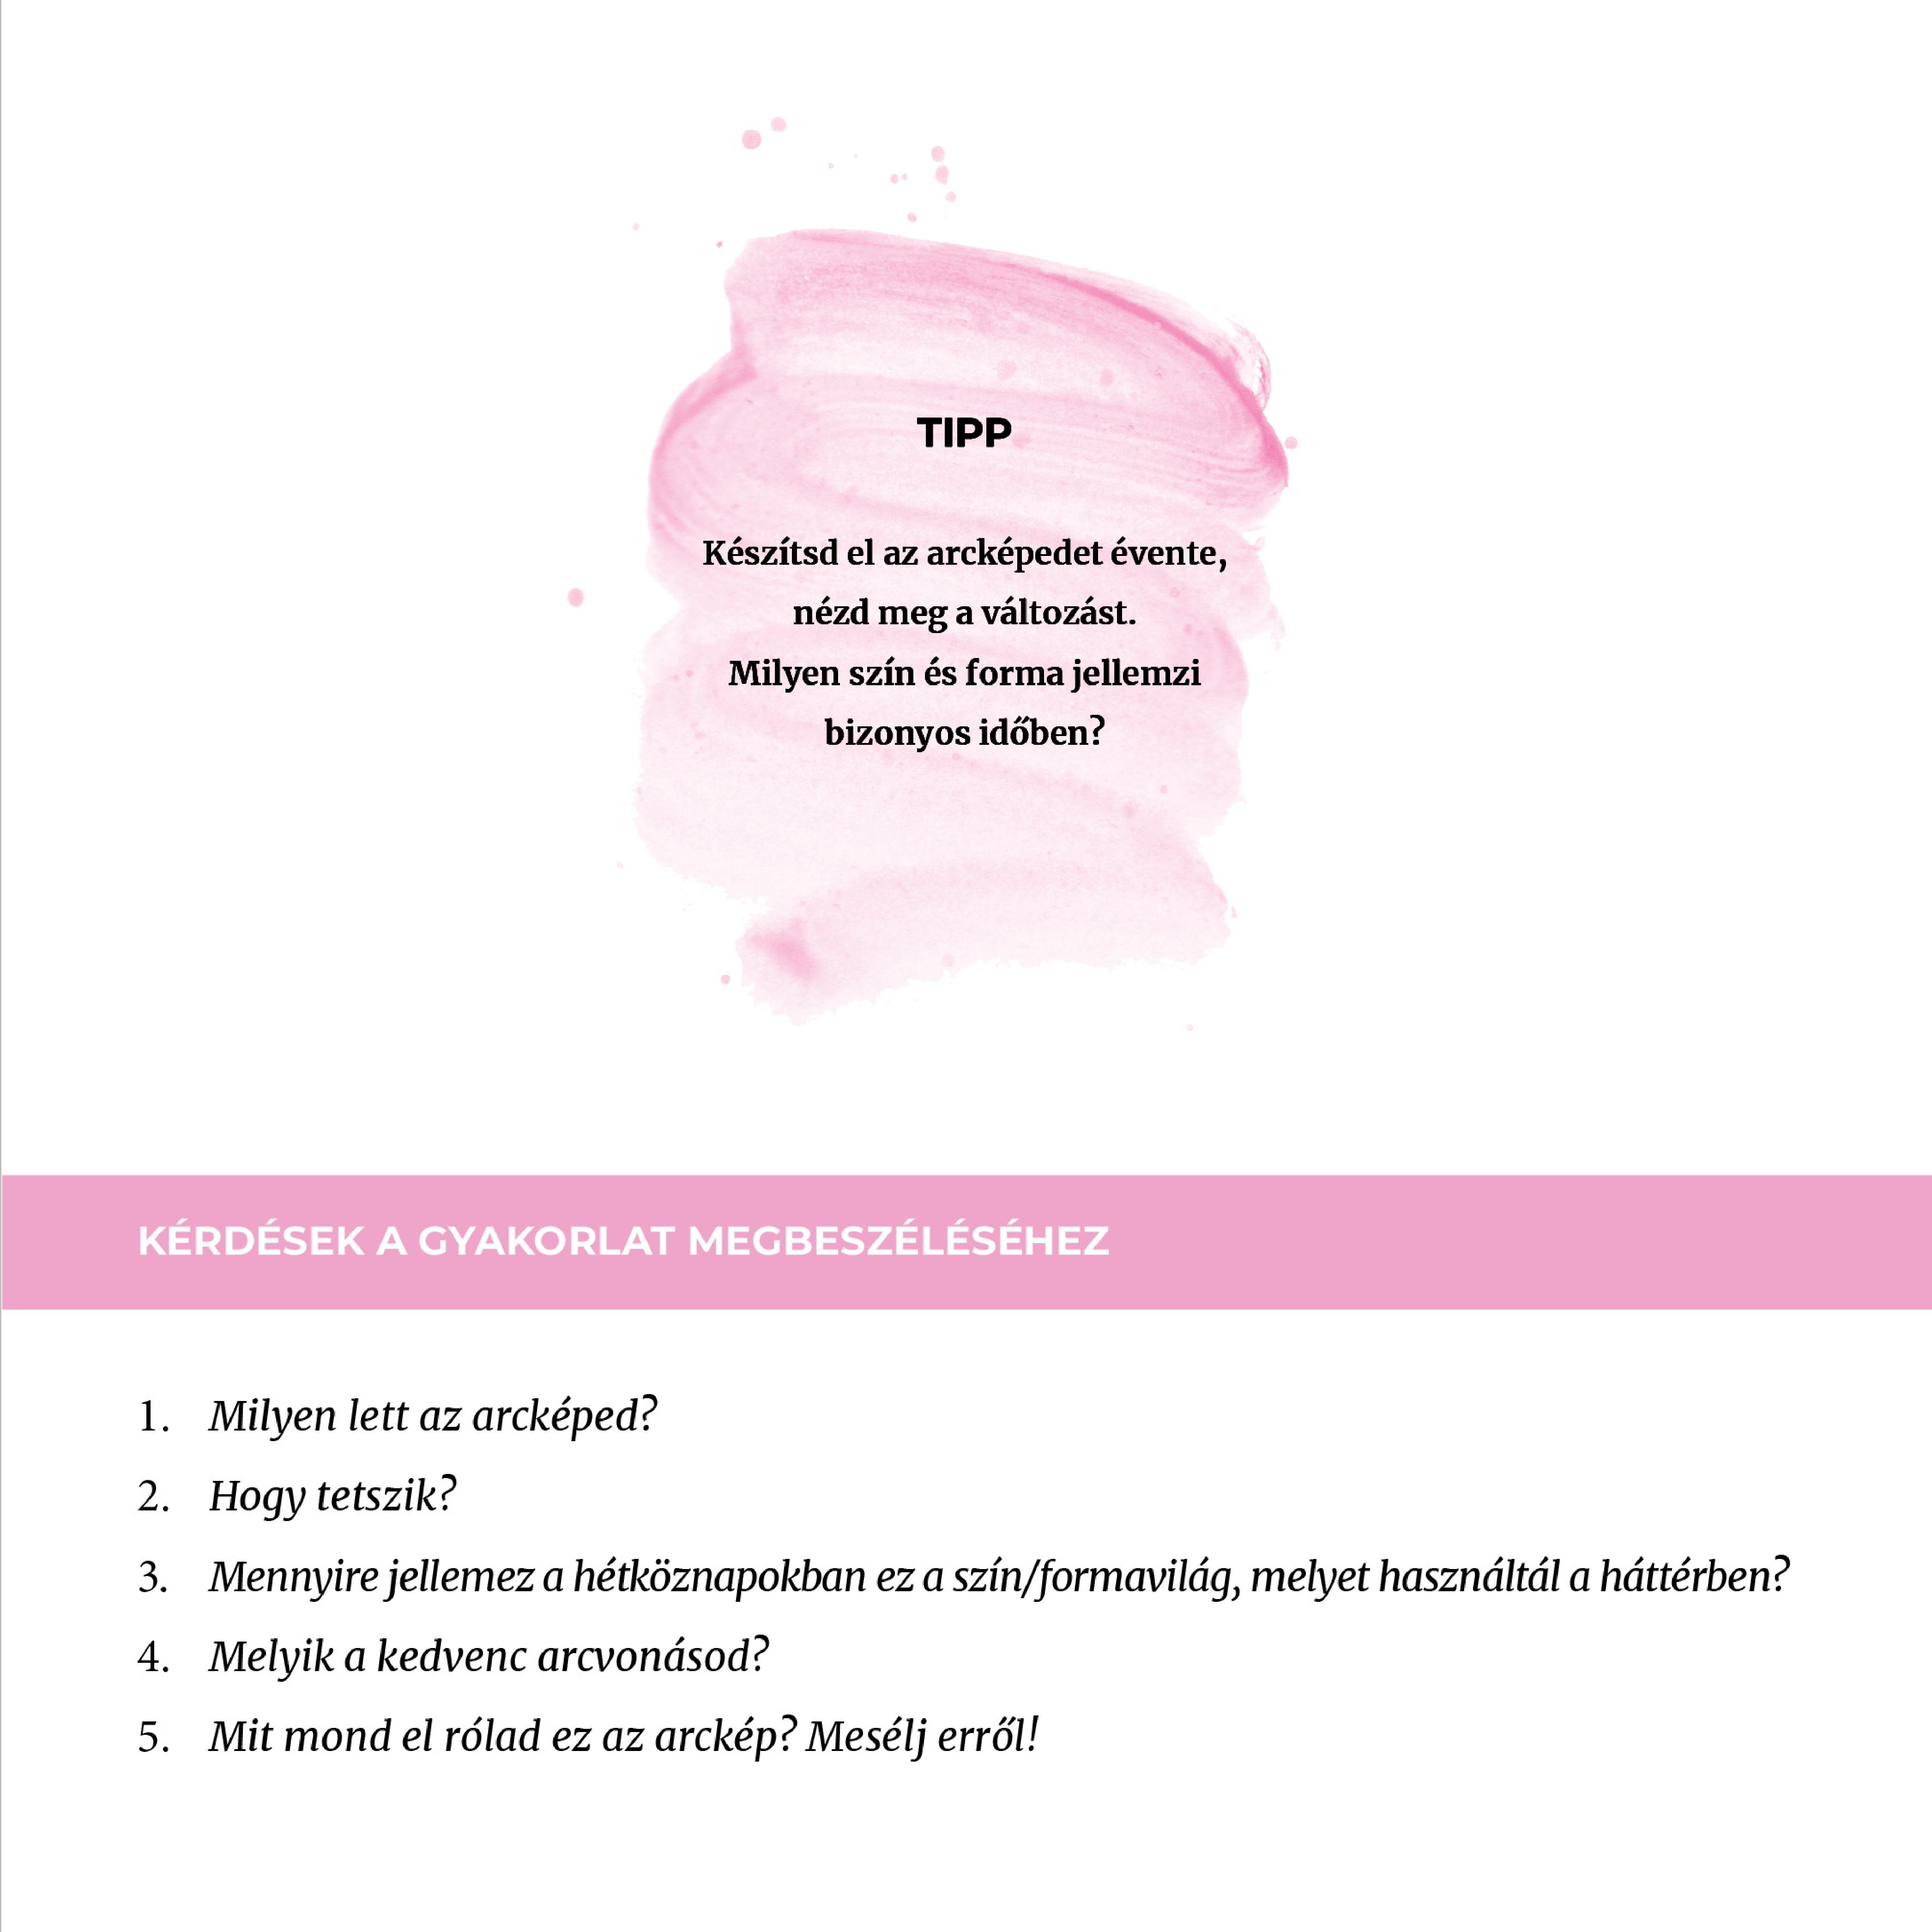 TIPP
Készítsd el az arcképedet évente,
nézd meg a változást.
Milyen szín és forma jellemzi
bizonyos időben?
KÉRDÉSEK A GYAKORLAT MEGBESZÉLÉSÉHEZ
1. Milyen lett az arcképed?
2. Hogy tetszik?
3. Mennyire jellemez a hétköznapokban ez a szín/formavilág, melyet használtál a háttérben?
4. Melyik a kedvenc arcvonásod?
5. Mit mond el rólad ez az arckép? Mesélj erről!